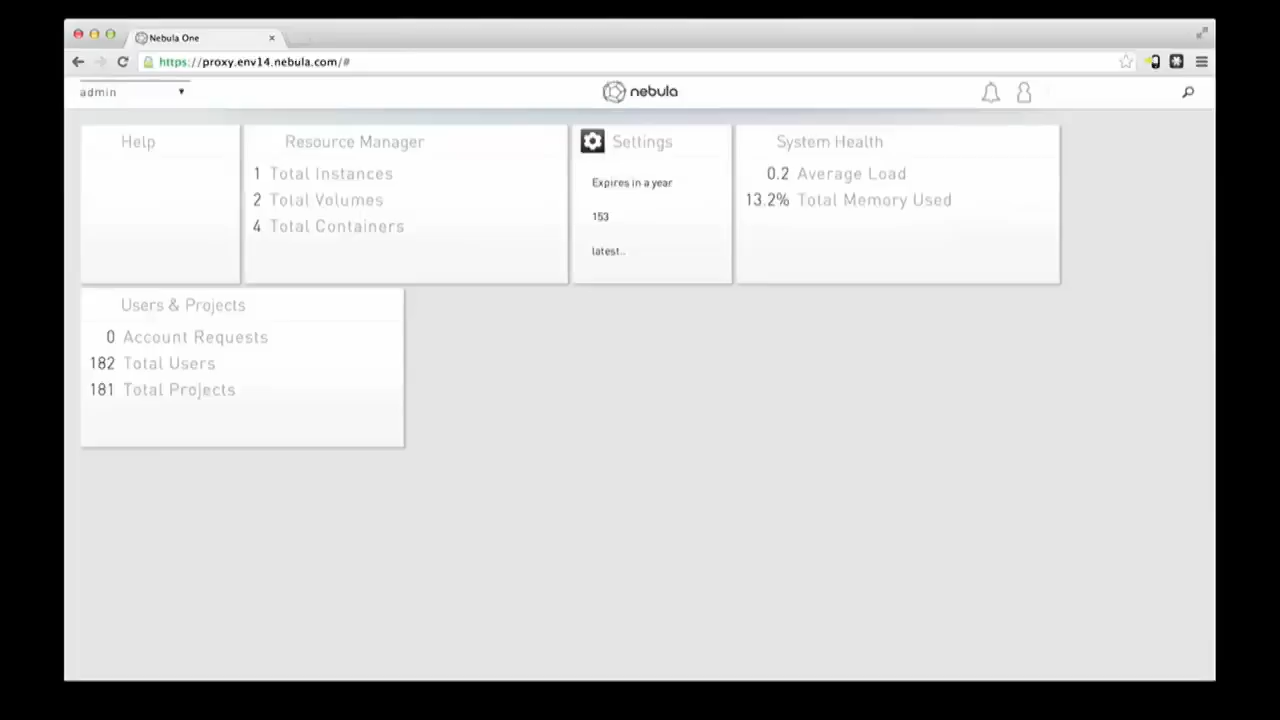 Nebula One
https://proxy.env14.nebula.com/#
admin
nebula
Help
Resource Manager
1 Total Instances
2 Total Volumes
4 Total Containers
Settings
Expires in a year
153
latest..
System Health
0.2 Average Load
13.2% Total Memory Used
Users & Projects
0 Account Requests
182 Total Users
181 Total Projects